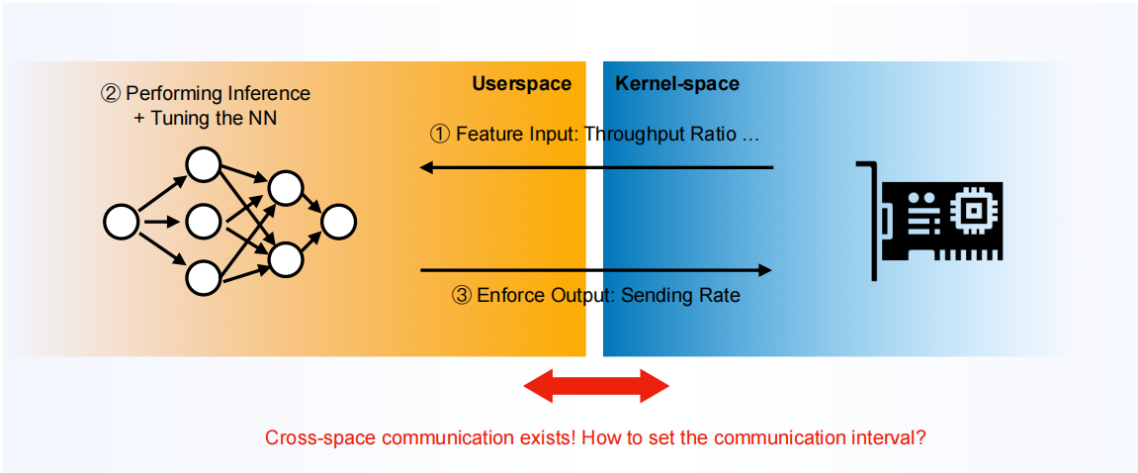 Userspace
Kernel-space
② Performing Inference
+ Tuning the NN
① Feature Input: Throughput Ratio ...
③ Enforce Output: Sending Rate
Cross-space communication exists! How to set the communication interval?